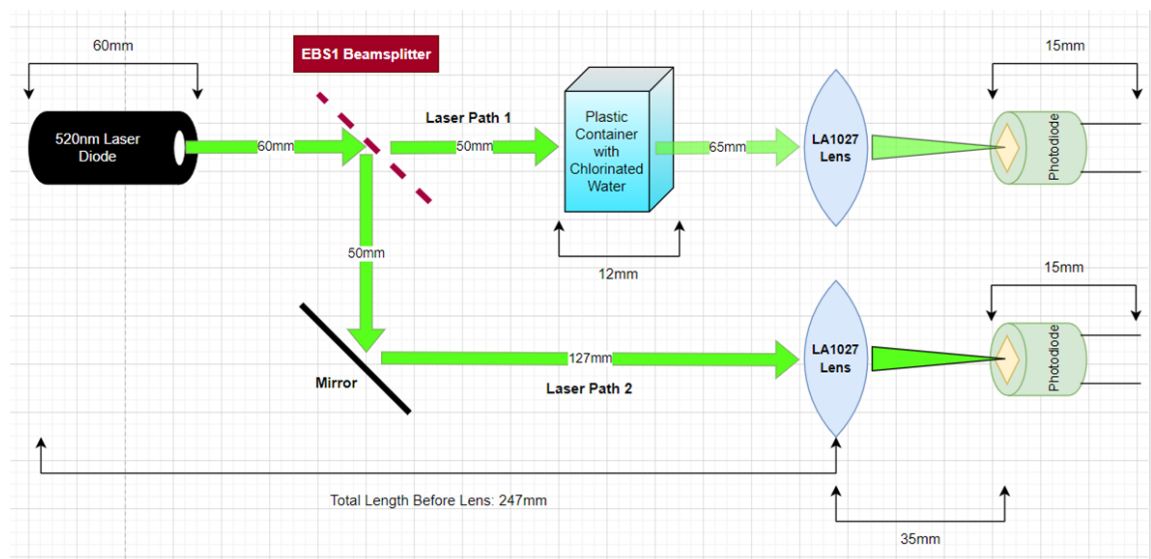 60mm
EBS1 Beamsplitter
15mm
520nm Laser
Diode
60mm
Laser Path 1
50mm
Plastic
Container
with
Chlorinated
Water
65mm
LA1027
Lens
Photodiode
50mm
12mm
15mm
Mirror
127mm
Laser Path 2
LA1027
Lens
Photodiode
Total Length Before Lens: 247mm
35mm